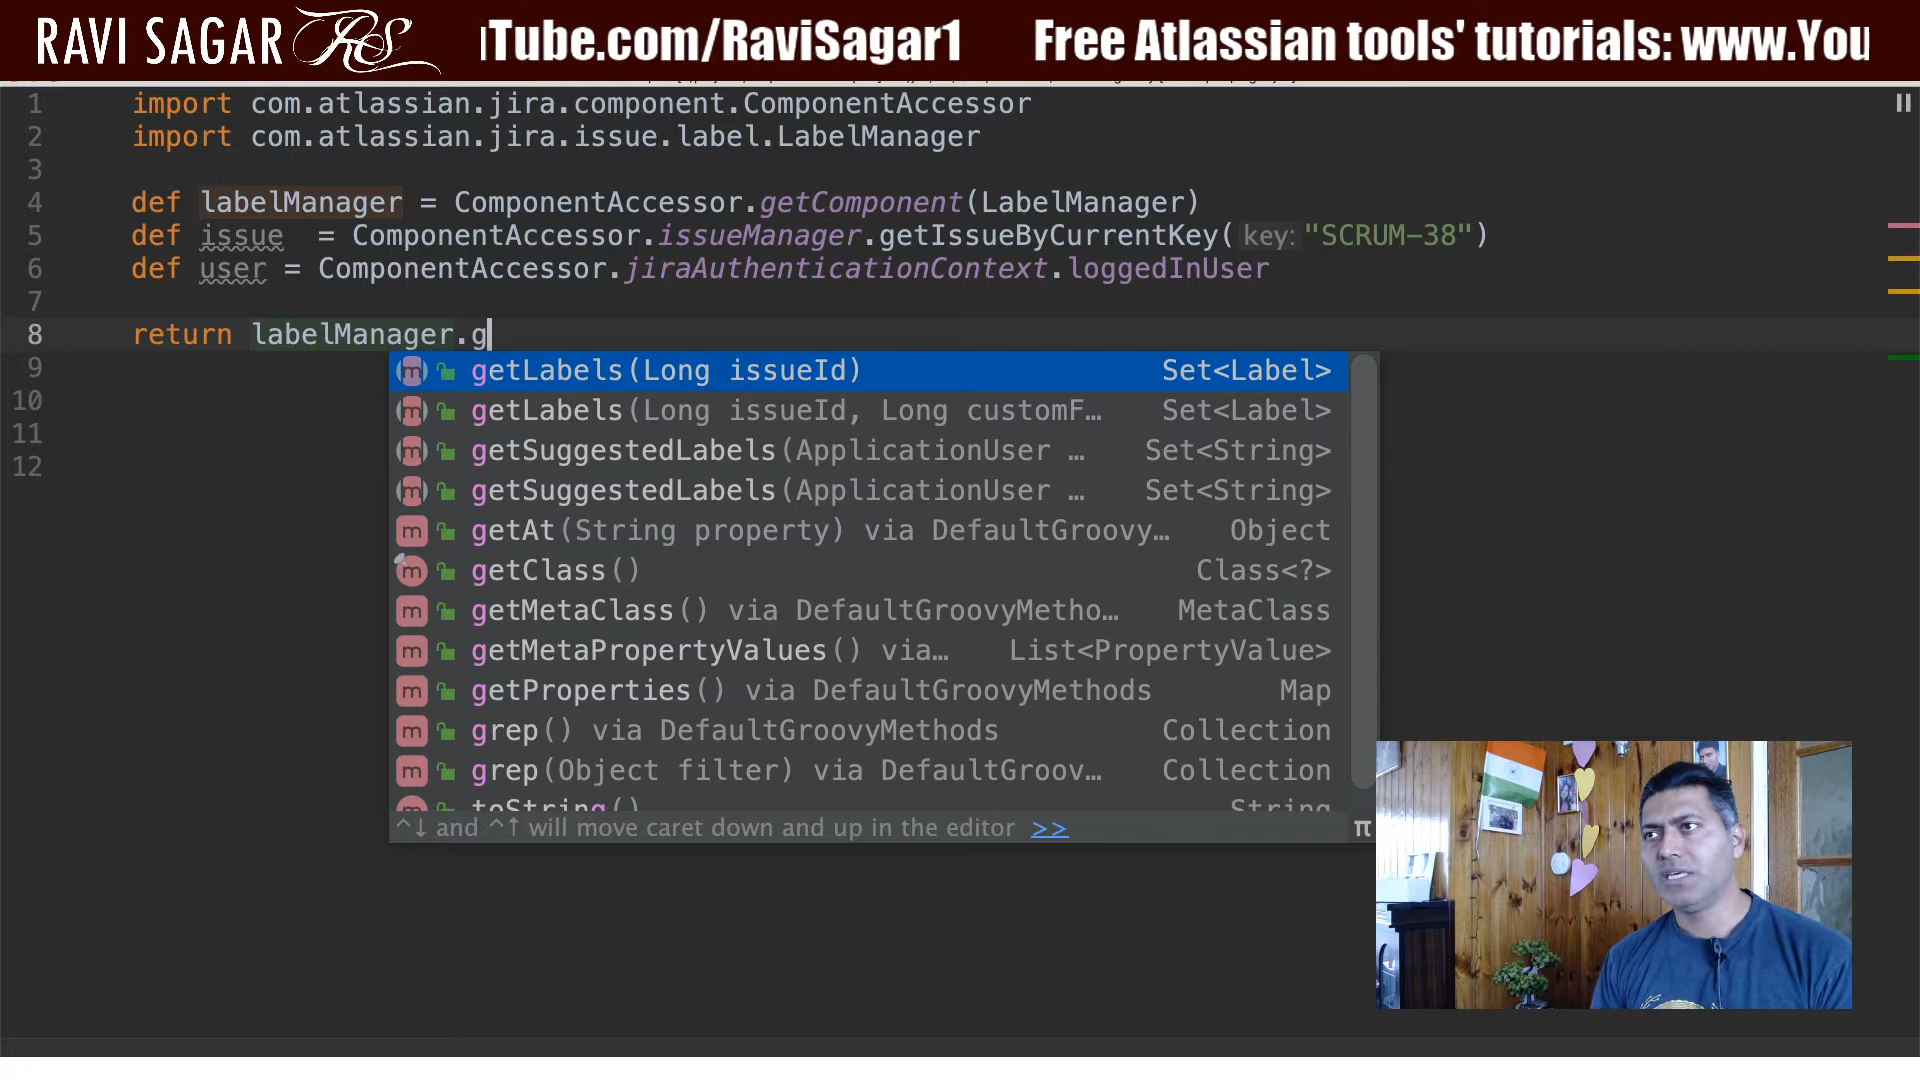 RAVI SAGAR RS
Tube.com/RaviSagar1 Free Atlassian tools' tutorials: www.You
1 import com.atlassian.jira.component.ComponentAccessor
2 import com.atlassian.jira.issue.label.LabelManager
3
4 def labelManager = ComponentAccessor.getComponent(LabelManager)
5 def issue = ComponentAccessor.issueManager.getIssueByCurrentKey( key: "SCRUM-38")
6 def user = ComponentAccessor.jiraAuthenticationContext.loggedInUser
7
8 return labelManager.g
9
10
11
12
m getLabels(Long issueId) Set<Label>
m getLabels(Long issueId, Long customF… Set<Label>
m getSuggestedLabels(ApplicationUser … Set<String>
m getSuggestedLabels(ApplicationUser … Set<String>
m getAt(String property) via DefaultGroovy… Object
m getClass() Class<?>
m getMetaClass() via DefaultGroovyMetho… MetaClass
m getMetaPropertyValues() via… List<PropertyValue>
m getProperties() via DefaultGroovyMethods Map
m grep() via DefaultGroovyMethods Collection
m grep(Object filter) via DefaultGroov… Collection
m toString() String
^↓ and ^↑ will move caret down and up in the editor >> π